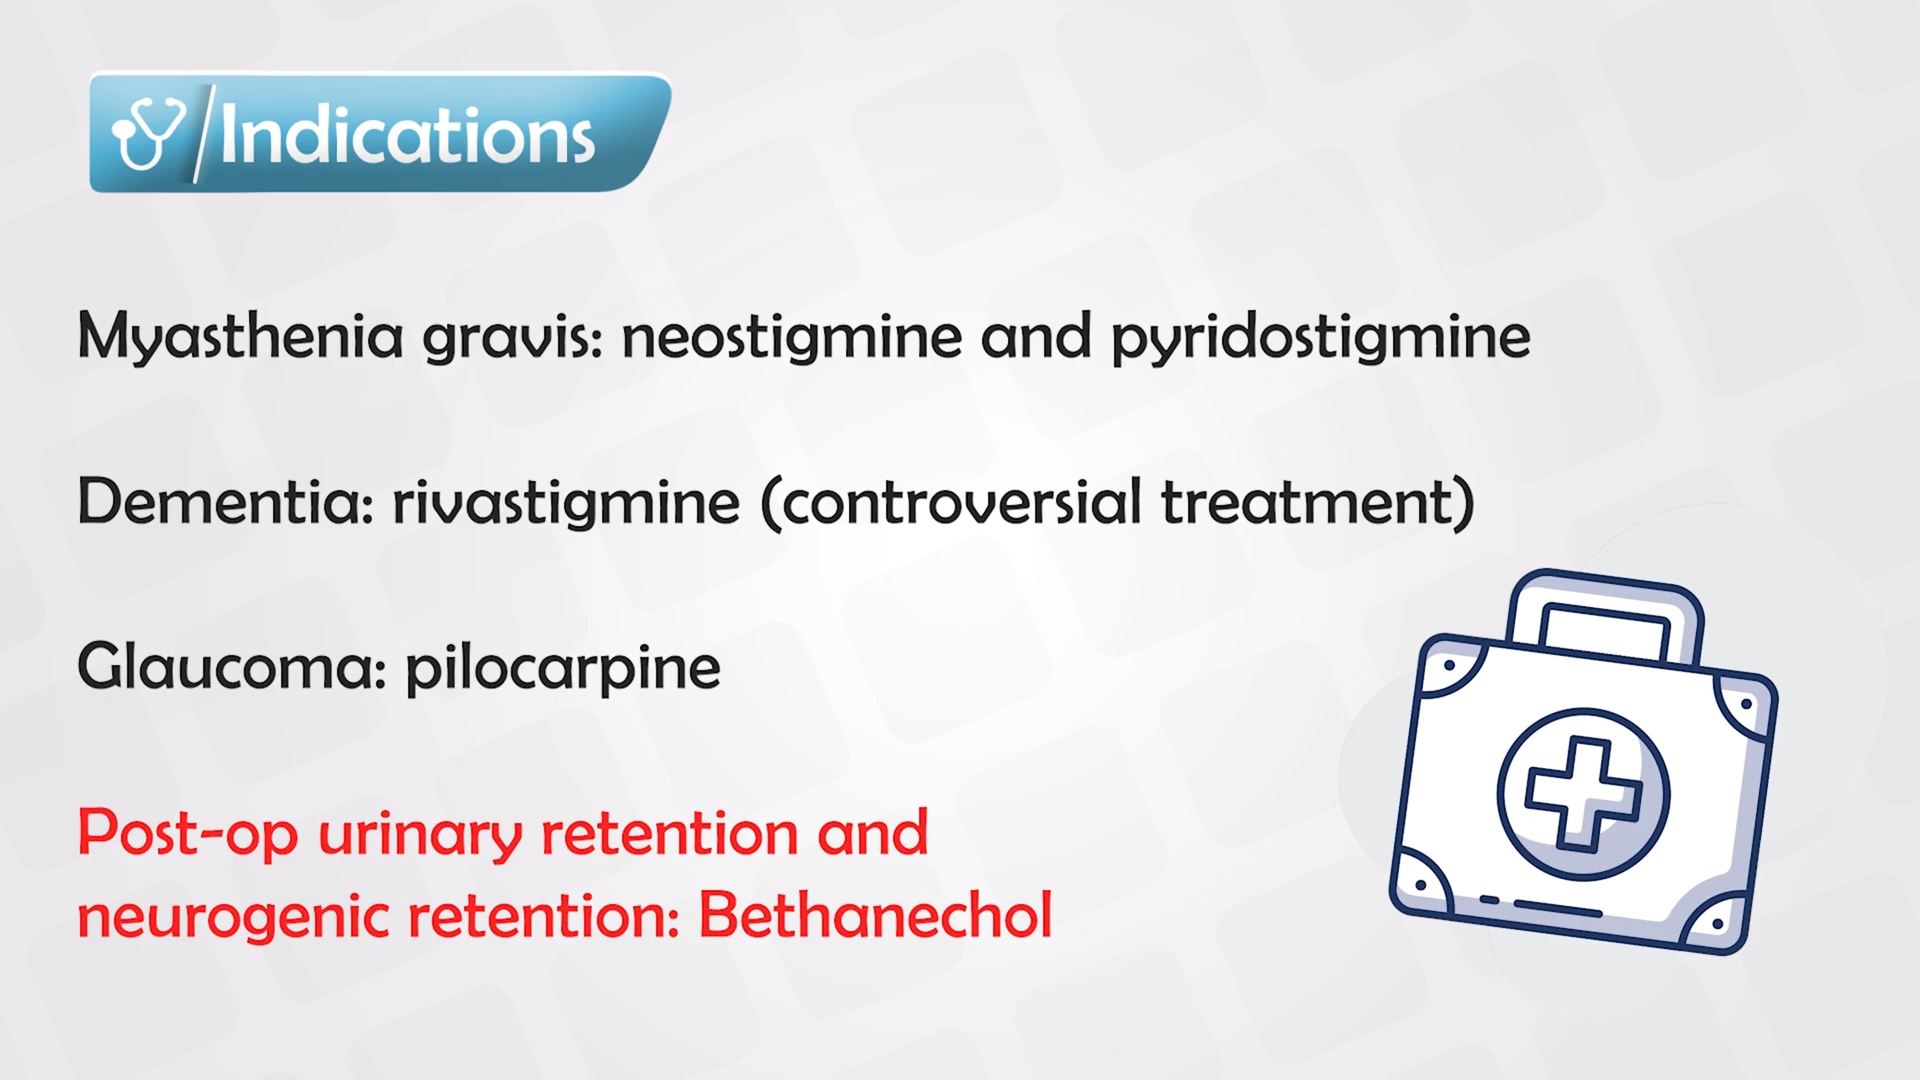 Indications
Myasthenia gravis: neostigmine and pyridostigmine
Dementia: rivastigmine (controversial treatment)
Glaucoma: pilocarpine
Post-op urinary retention and
neurogenic retention: Bethanechol